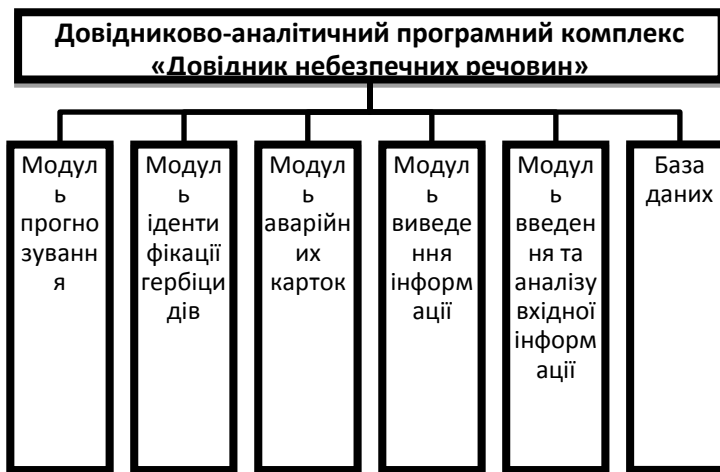 Довідниково-аналітичний програмний комплекс
«Довідник небезпечних речовин»
Модул
ь
прогно
зуванн
я
Модул
ь
іденти
фікації
гербіци
дів
Модул
ь
аварійн
их
карток
Модул
ь
виведе
ння
інформ
ації
Модул
ь
введен
ня та
аналізу
вхідної
інформ
ації
База
даних